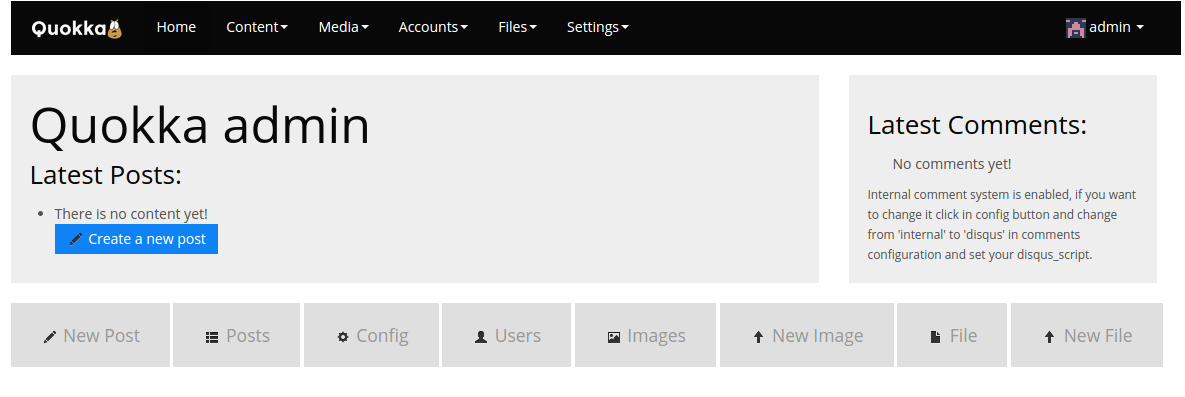 Quokka Home Content Media Accounts Files Settings admin
Quokka admin
Latest Posts:
There is no content yet!
Create a new post
Latest Comments:
No comments yet!
Internal comment system is enabled, if you want
to change it click in config button and change
from 'internal' to 'disqus' in comments
configuration and set your disqus_script.
New Post Posts Config Users Images New Image File New File